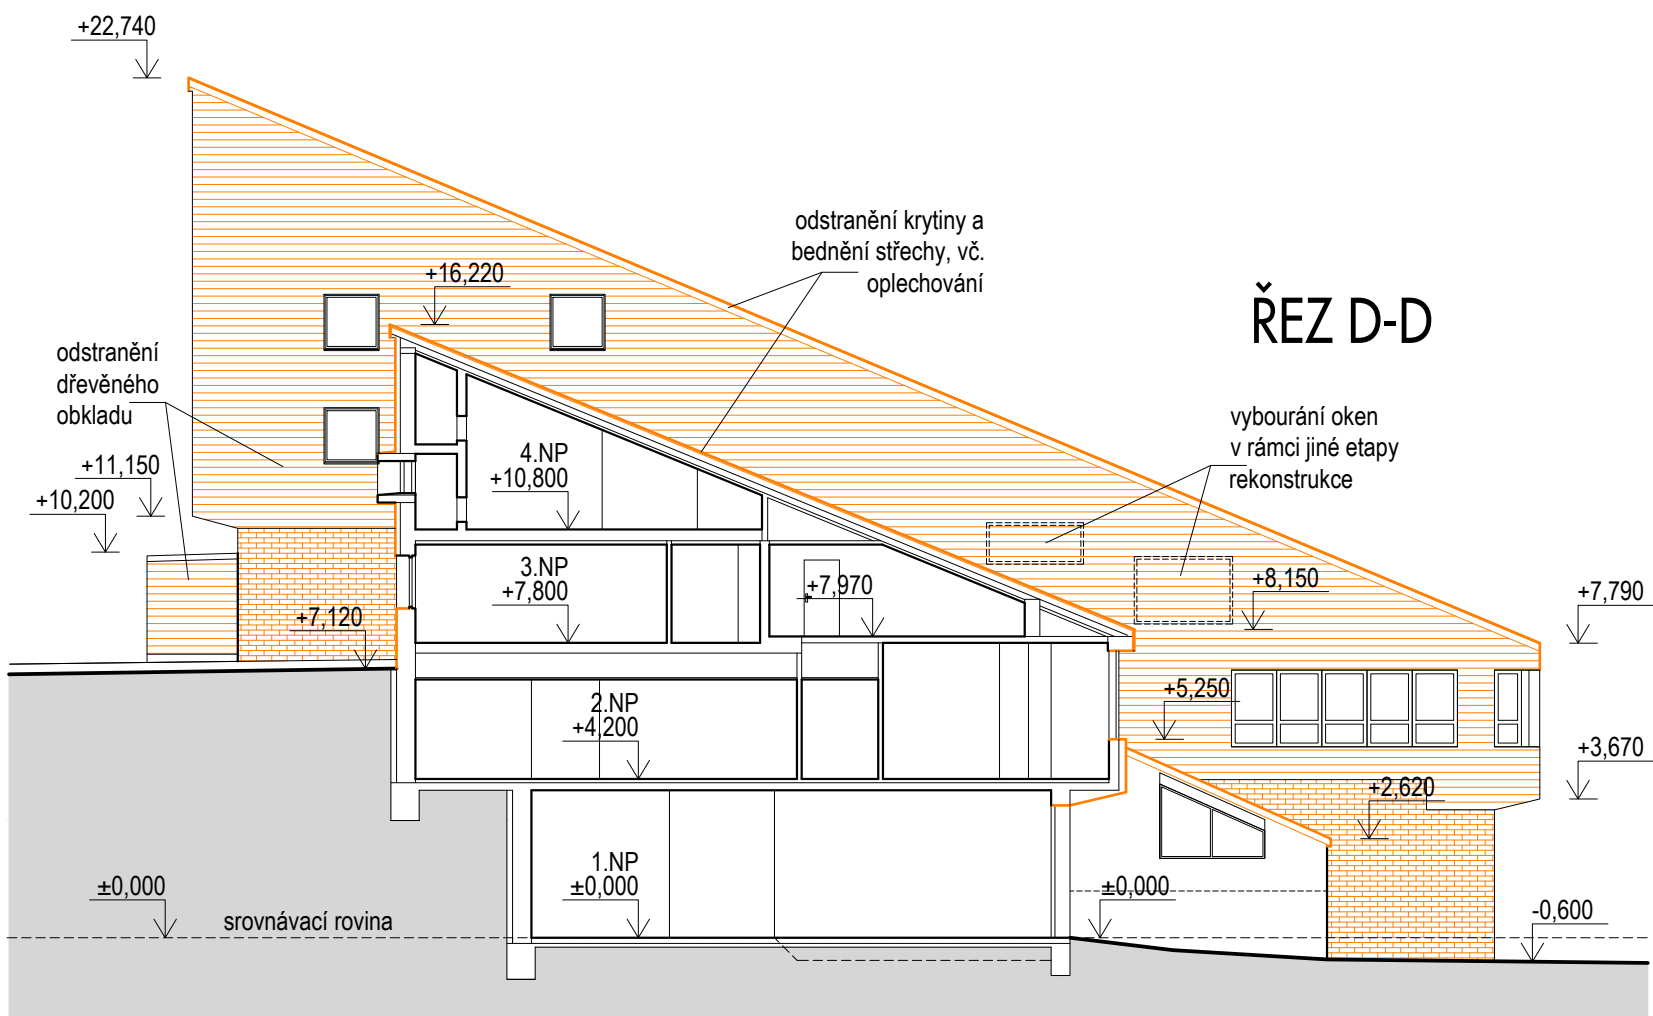 +22,740
odstranění krytiny a
bednění střechy, vč.
oplechování
+16,220
ŘEZ D-D
odstranění
dřevěného
obkladu
vybourání oken
v rámci jiné etapy
rekonstrukce
+11,150
+10,200
4.NP
+10,800
3.NP
+7,800
+7,970
+8,150
+7,790
+7,120
2.NP
+4,200
+5,250
+3,670
+2,620
1.NP
±0,000
±0,000
±0,000
srovnávací rovina
-0,600